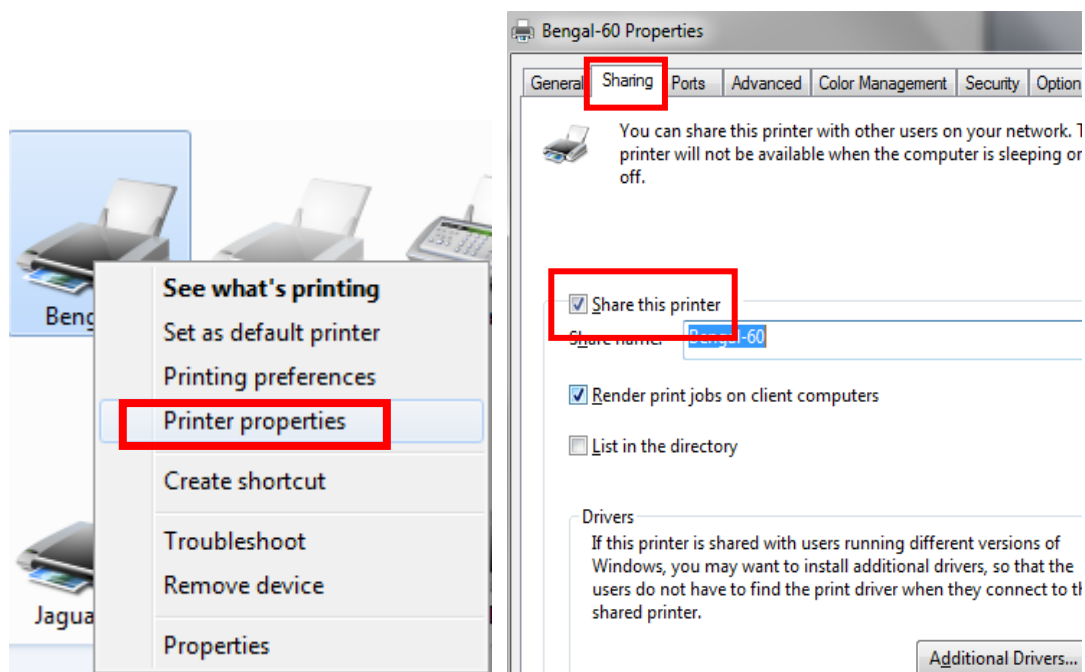 Beng
See what's printing
Set as default printer
Printing preferences
Printer properties
Create shortcut
Troubleshoot
Remove device
Properties
Jagua
Bengal-60 Properties
General Sharing Ports Advanced Color Management Security Option
You can share this printer with other users on your network. T
printer will not be available when the computer is sleeping or
off.
Share this printer
Share name: Bengal-60
Render print jobs on client computers
List in the directory
Drivers
If this printer is shared with users running different versions of
Windows, you may want to install additional drivers, so that the
users do not have to find the print driver when they connect to th
shared printer.
Additional Drivers...